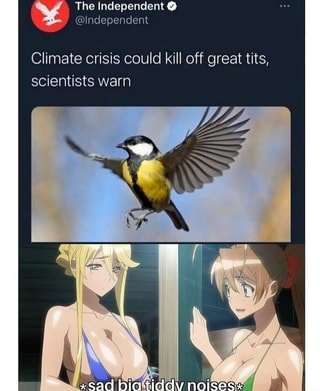 The Independent
@Independent
Climate crisis could kill off great tits,
scientists warn
*sad big tiddy noises*